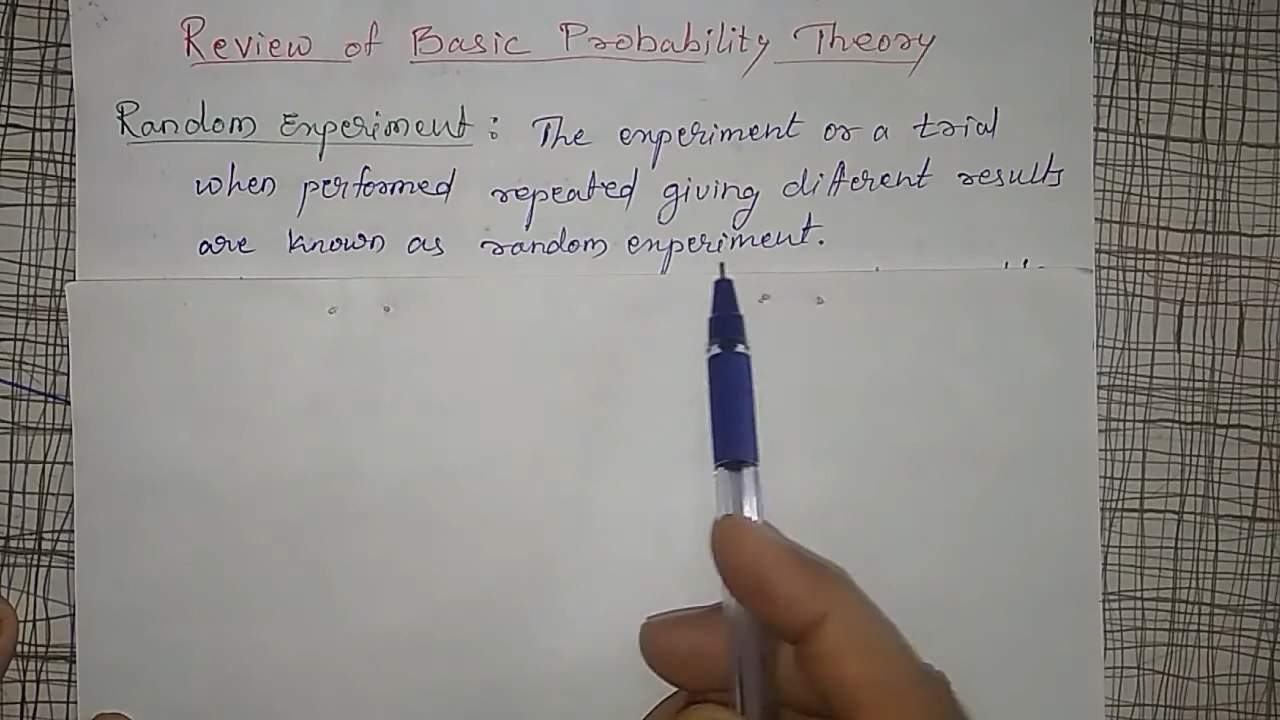 Review of Basic Probability Theory
Random Experiment : The experiment or a trial
when performed repeated giving different results
are known as random experiment.